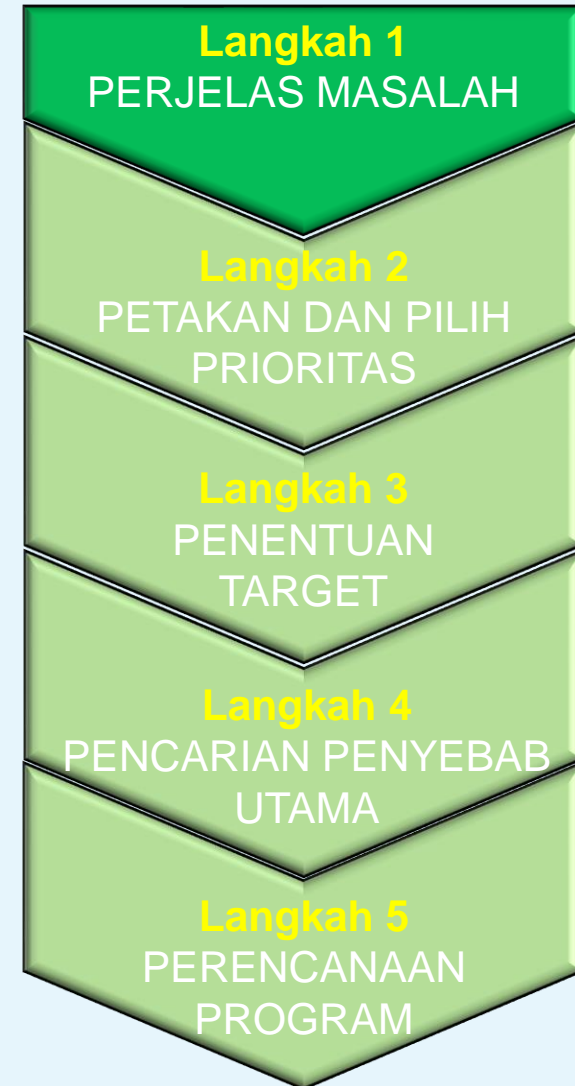 Langkah 1
PERJELAS MASALAH
Langkah 2
PETAKAN DAN PILIH
PRIORITAS
Langkah 3
PENENTUAN
TARGET
Langkah 4
PENCARIAN PENYEBAB
UTAMA
Langkah 5
PERENCANAAN
PROGRAM